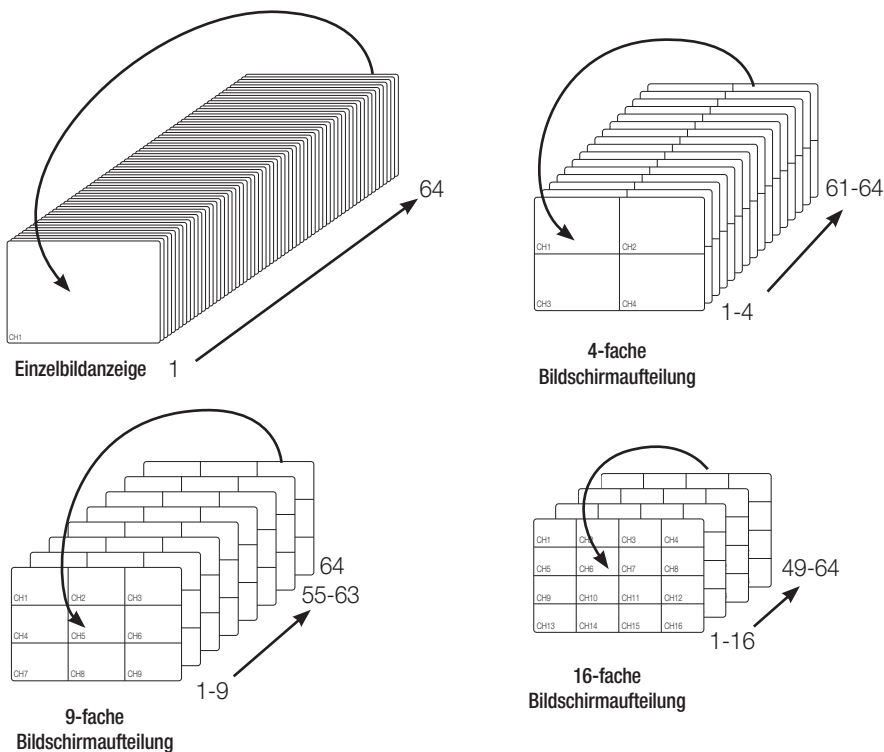 64
CH1
Einzelbildanzeige 1
61-64
CH1 CH2
CH3 CH4
1-4
4-fache
Bildschirmaufteilung
64
55-63
CH1 CH2 CH3
CH4 CH5 CH6
CH7 CH8 CH9
1-9
9-fache
Bildschirmaufteilung
49-64
CH1 CH2 CH3 CH4
CH5 CH6 CH7 CH8
CH9 CH10 CH11 CH12
CH13 CH14 CH15 CH16
1-16
16-fache
Bildschirmaufteilung